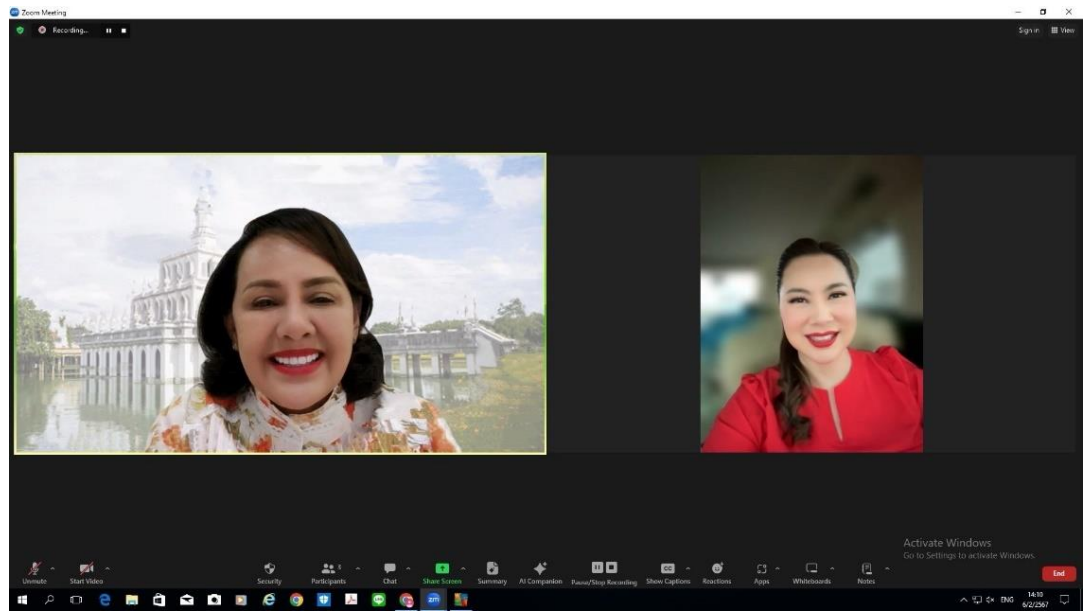 Zoom Meeting
Recording...
Sign in
View
Activate Windows
Go to Settings to activate Windows.
Unmute
Start Video
Security
Participants
Chat
Share Screen
Summary
AI Companion
Pause/Stop Recording
Show Captions
Reactions
Apps
Whiteboards
Notes
End
zm
ENG
14:10
6/2/2567